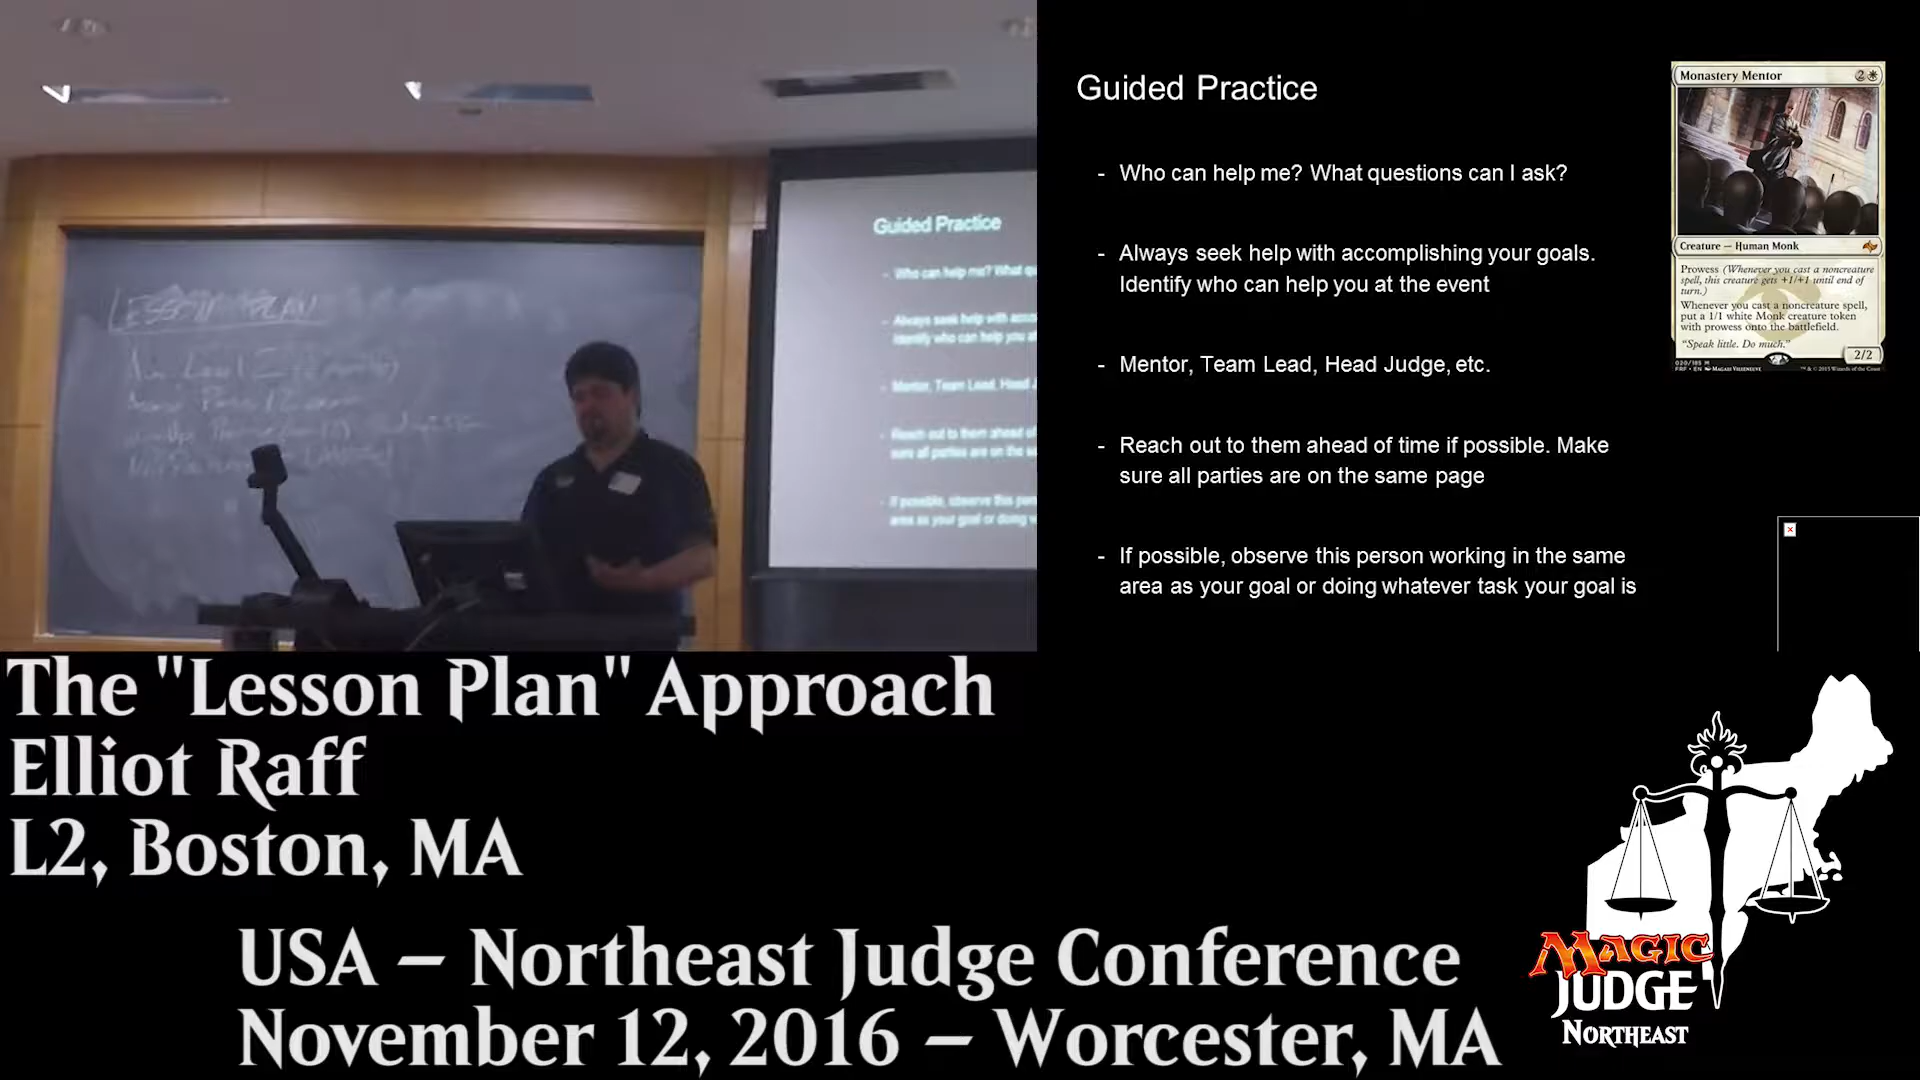 LESSON PLAN
Guided Practice
Guided Practice
- Who can help me? What questions can I ask?
- Always seek help with accomplishing your goals.
Identify who can help you at the event
- Mentor, Team Lead, Head Judge, etc.
- Reach out to them ahead of time if possible. Make
sure all parties are on the same page
- If possible, observe this person working in the same
area as your goal or doing whatever task your goal is
Monastery Mentor 2
Creature — Human Monk
Prowess (Whenever you cast a noncreature
spell, this creature gets +1/+1 until end of
turn.)
Whenever you cast a noncreature spell,
put a 1/1 white Monk creature token
with prowess onto the battlefield.
"Speak little. Do much."
2/2
The "Lesson Plan" Approach
Elliot Raff
L2, Boston, MA
USA – Northeast Judge Conference
November 12, 2016 – Worcester, MA
MAGIC
JUDGE
NORTHEAST